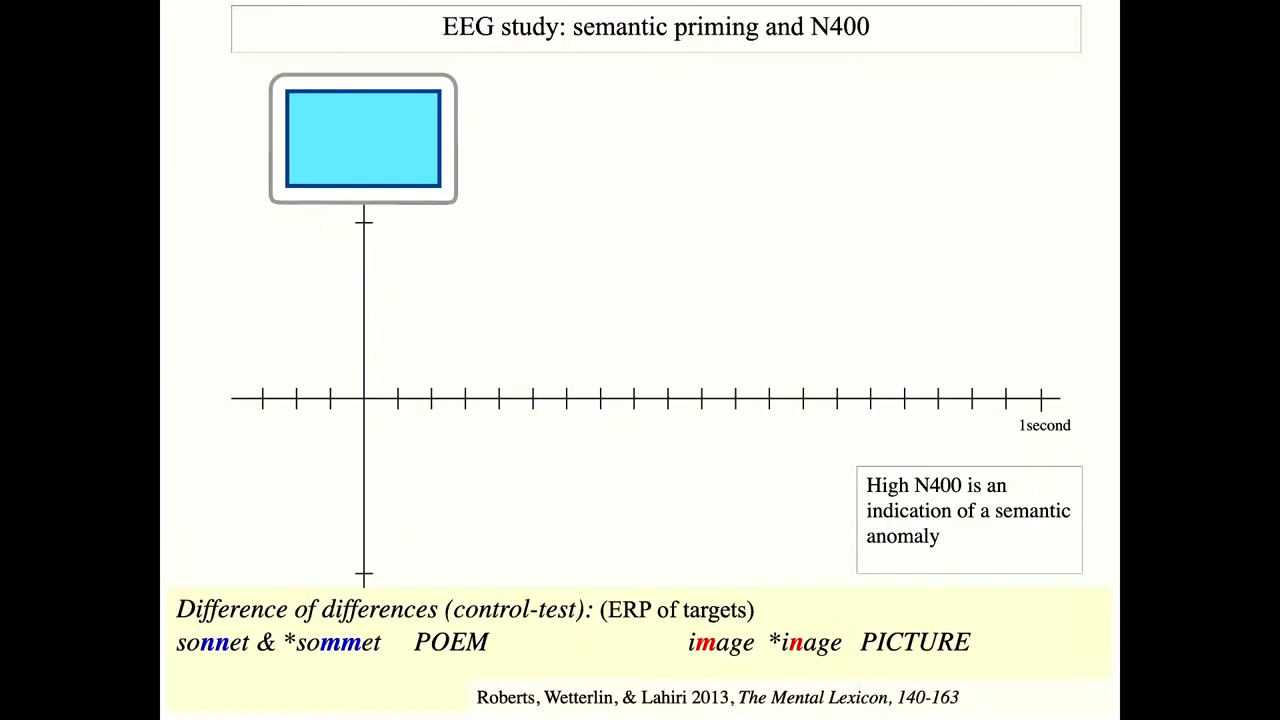 EEG study: semantic priming and N400
1second
High N400 is an
indication of a semantic
anomaly
Difference of differences (control-test): (ERP of targets)
sonnet & *sommet POEM image *inage PICTURE
Roberts, Wetterlin, & Lahiri 2013, The Mental Lexicon, 140-163